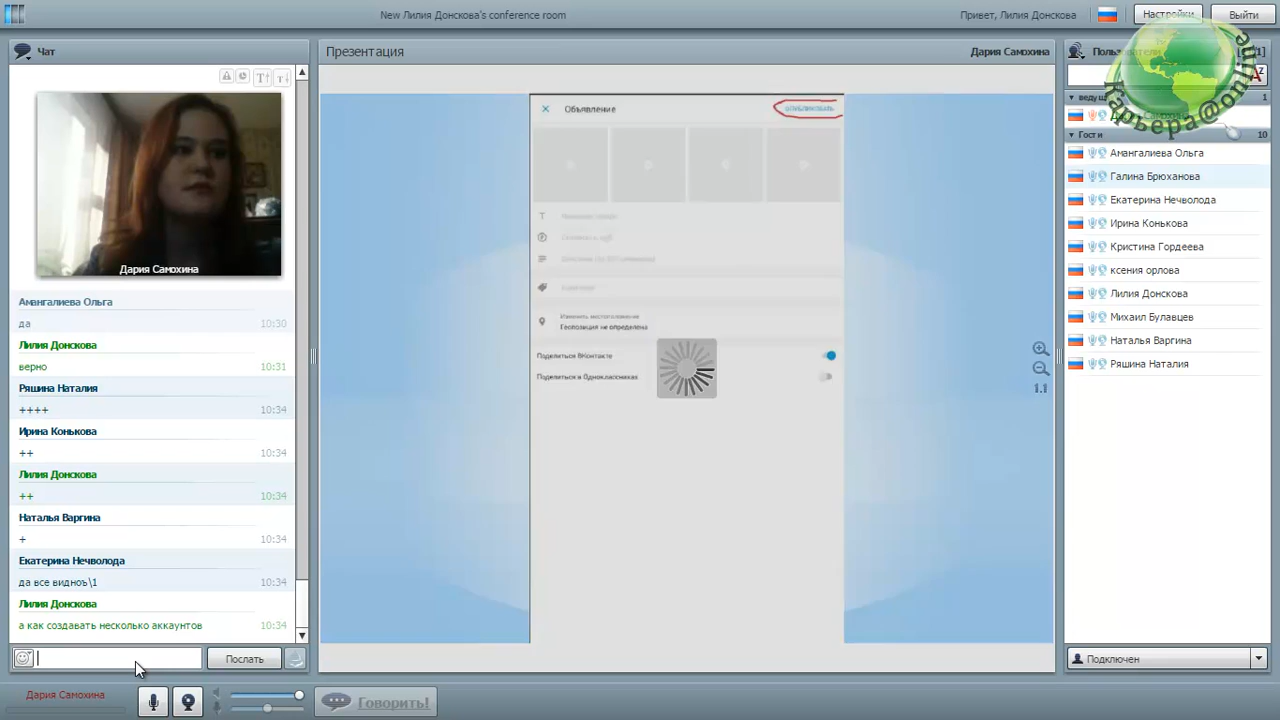 New Лилия Донскова's conference room
Привет, Лилия Донскова
Настройки
Выйти
Чат
Дария Самохина
Амангалиева Ольга
да 10:30
Лилия Донскова
верно 10:31
Ряшина Наталия
++++ 10:34
Ирина Конькова
++ 10:34
Лилия Донскова
++ 10:34
Наталья Варгина
+ 10:34
Екатерина Нечволода
да все видноъ\1 10:34
Лилия Донскова
а как создавать несколько аккаунтов 10:34
Послать
Дария Самохина
Говорить!
Презентация
Дария Самохина
Объявление
ОПУБЛИКОВАТЬ
Изменить местоположение
Геопозиция не определена
Поделиться ВКонтакте
Поделиться в Одноклассниках
1:1
Карьера@online
Гости 10
Амангалиева Ольга
Галина Брюханова
Екатерина Нечволода
Ирина Конькова
Кристина Гордеева
ксения орлова
Лилия Донскова
Михаил Булавцев
Наталья Варгина
Ряшина Наталия
Подключен